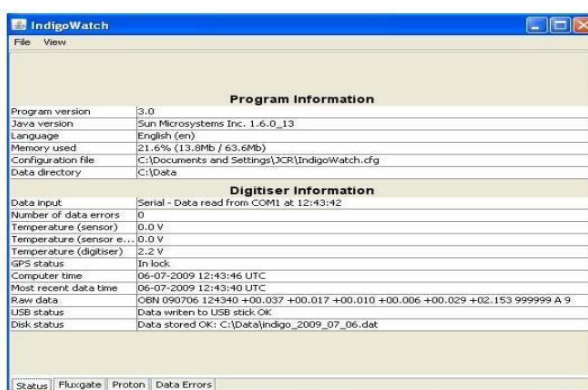 IndigoWatch
File View
Program Information
Program version 3.0
Java version Sun Microsystems Inc. 1.6.0_13
Language English (en)
Memory used 21.6% (13.8Mb / 63.6Mb)
Configuration file C:\Documents and Settings\JCR\IndigoWatch.cfg
Data directory C:\Data
Digitiser Information
Data input Serial - Data read from COM1 at 12:43:42
Number of data errors 0
Temperature (sensor) 0.0 V
Temperature (sensor e... 0.0 V
Temperature (digitiser) 2.2 V
GPS status In lock
Computer time 06-07-2009 12:43:46 UTC
Most recent data time 06-07-2009 12:43:40 UTC
Raw data OBN 090706 124340 +00.037 +00.017 +00.010 +00.006 +00.029 +02.153 999999 A 9
USB status Data writen to USB stick OK
Disk status Data stored OK: C:\Data\indigo_2009_07_06.dat
Status Fluxgate Proton Data Errors